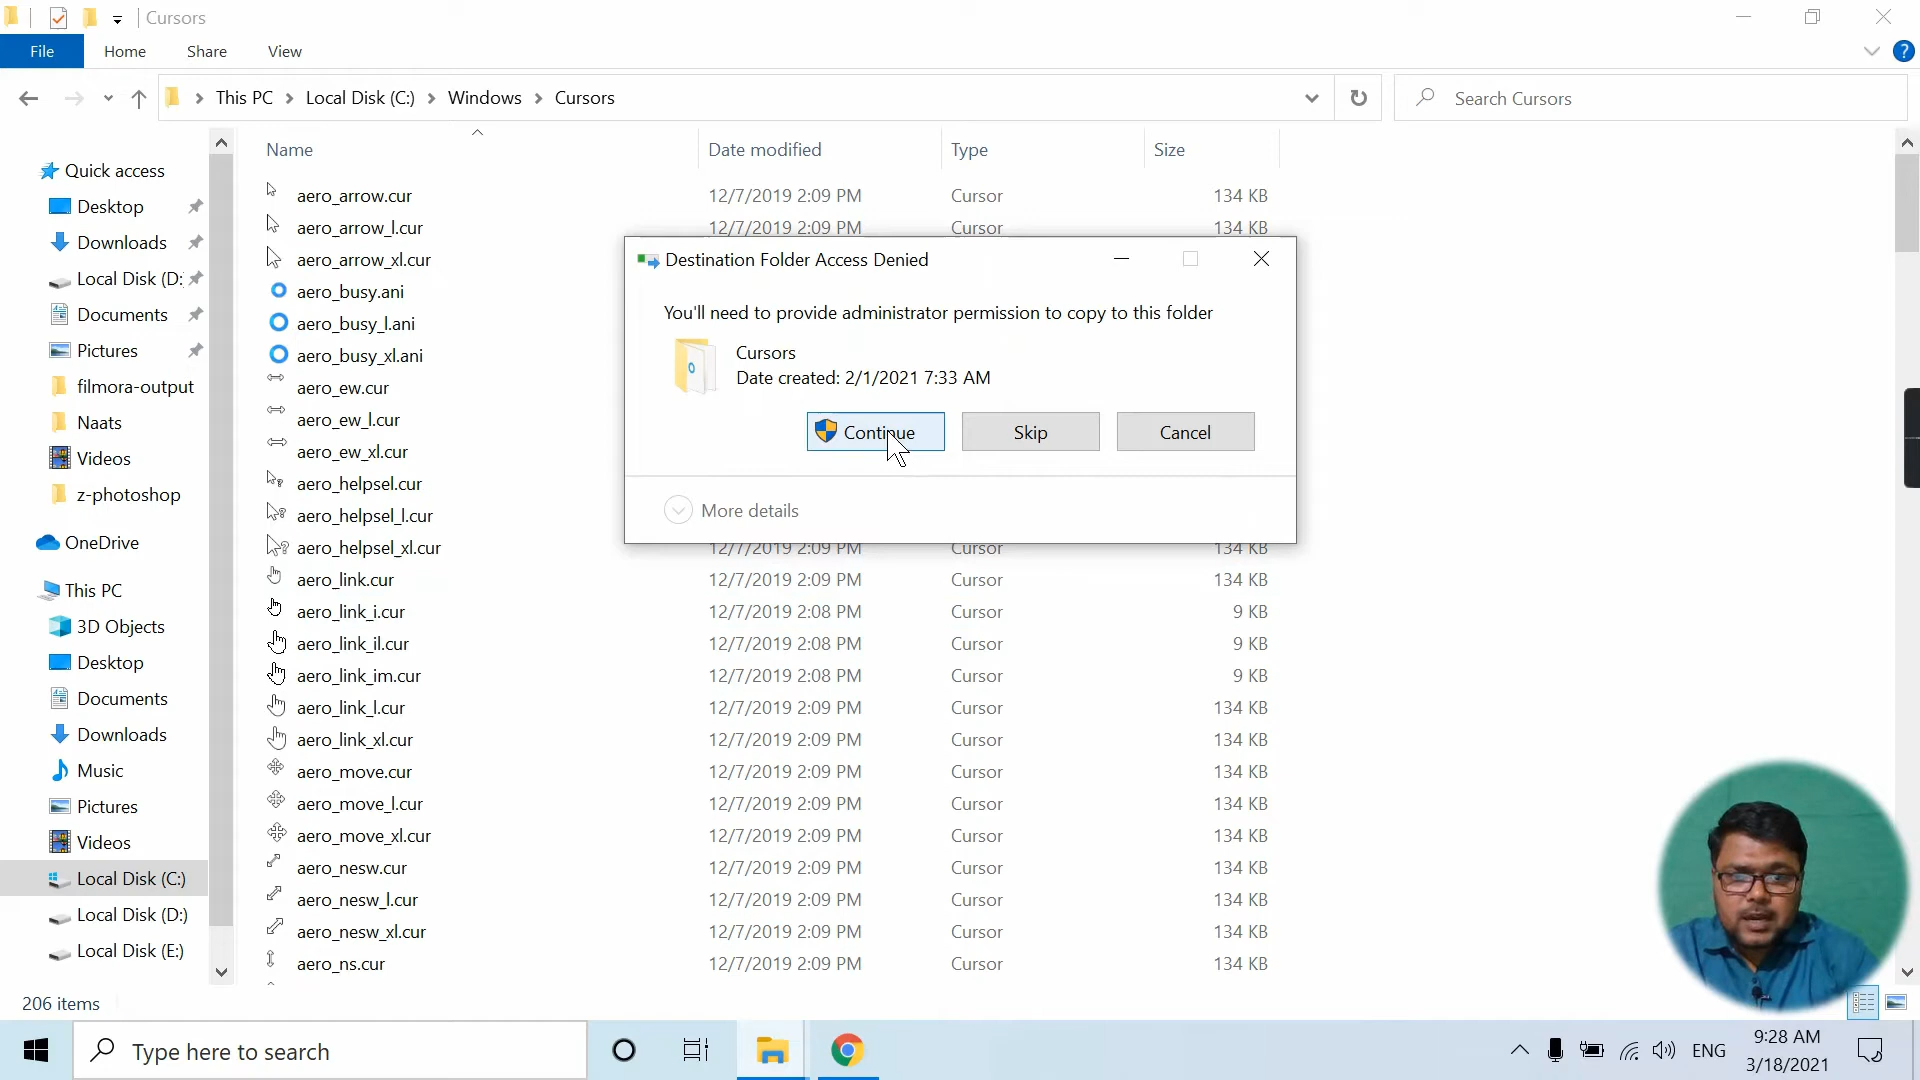 Cursors
File Home Share View
This PC Local Disk (C:) Windows Cursors
Search Cursors
Name Date modified Type Size
Quick access
Desktop
Downloads
Local Disk (D:
Documents
Pictures
filmora-output
Naats
Videos
z-photoshop
OneDrive
This PC
3D Objects
Desktop
Documents
Downloads
Music
Pictures
Videos
Local Disk (C:)
Local Disk (D:)
Local Disk (E:)
aero_arrow.cur 12/7/2019 2:09 PM Cursor 134 KB
aero_arrow_l.cur 12/7/2019 2:09 PM Cursor 134 KB
aero_arrow_xl.cur
aero_busy.ani
aero_busy_l.ani
aero_busy_xl.ani
aero_ew.cur
aero_ew_l.cur
aero_ew_xl.cur
aero_helpsel.cur
aero_helpsel_l.cur
aero_helpsel_xl.cur 12/7/2019 2:09 PM Cursor 134 KB
aero_link.cur 12/7/2019 2:09 PM Cursor 134 KB
aero_link_i.cur 12/7/2019 2:08 PM Cursor 9 KB
aero_link_il.cur 12/7/2019 2:08 PM Cursor 9 KB
aero_link_im.cur 12/7/2019 2:08 PM Cursor 9 KB
aero_link_l.cur 12/7/2019 2:09 PM Cursor 134 KB
aero_link_xl.cur 12/7/2019 2:09 PM Cursor 134 KB
aero_move.cur 12/7/2019 2:09 PM Cursor 134 KB
aero_move_l.cur 12/7/2019 2:09 PM Cursor 134 KB
aero_move_xl.cur 12/7/2019 2:09 PM Cursor 134 KB
aero_nesw.cur 12/7/2019 2:09 PM Cursor 134 KB
aero_nesw_l.cur 12/7/2019 2:09 PM Cursor 134 KB
aero_nesw_xl.cur 12/7/2019 2:09 PM Cursor 134 KB
aero_ns.cur 12/7/2019 2:09 PM Cursor 134 KB
Destination Folder Access Denied
You'll need to provide administrator permission to copy to this folder
Cursors
Date created: 2/1/2021 7:33 AM
Continue Skip Cancel
More details
206 items
Type here to search
ENG
9:28 AM
3/18/2021